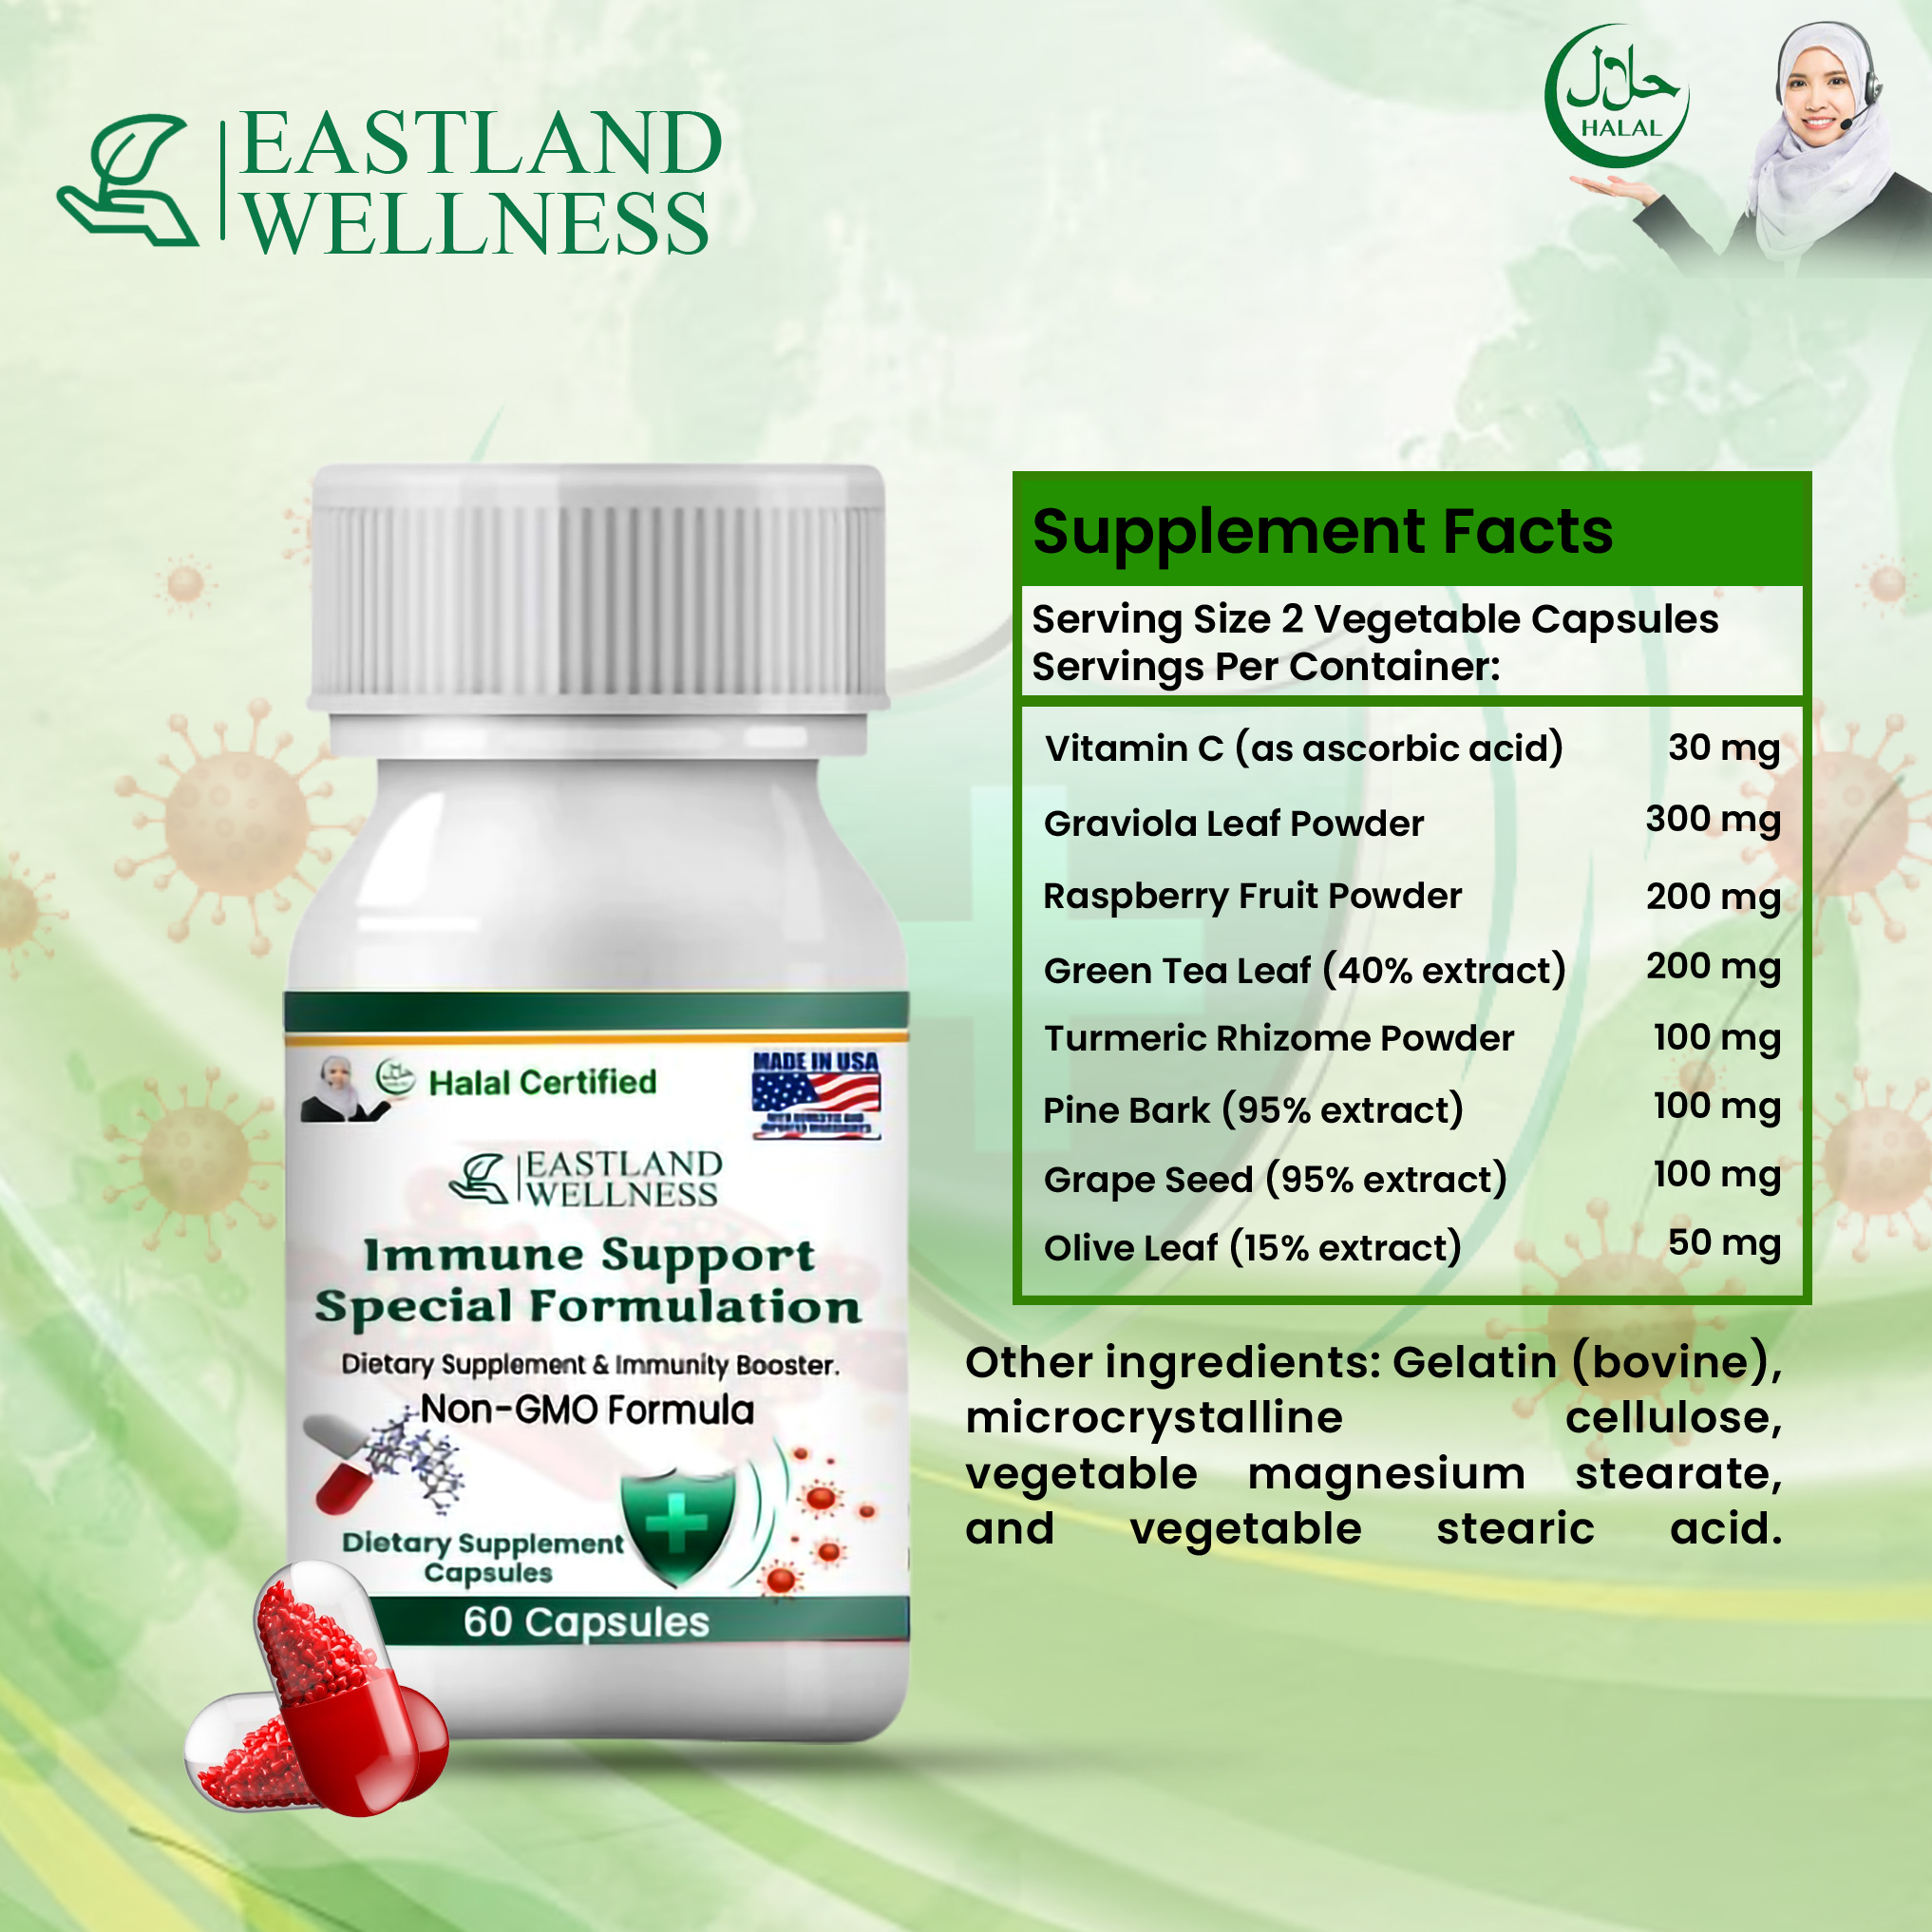 EASTLAND
WELLNESS
حلال
HALAL
Supplement Facts
Serving Size 2 Vegetable Capsules
Servings Per Container:
Vitamin C (as ascorbic acid) 30 mg
Graviola Leaf Powder 300 mg
Raspberry Fruit Powder 200 mg
Green Tea Leaf (40% extract) 200 mg
Turmeric Rhizome Powder 100 mg
Pine Bark (95% extract) 100 mg
Grape Seed (95% extract) 100 mg
Olive Leaf (15% extract) 50 mg
Other ingredients: Gelatin (bovine),
microcrystalline cellulose,
vegetable magnesium stearate,
and vegetable stearic acid.
Halal Certified
MADE IN USA
EASTLAND
WELLNESS
Immune Support
Special Formulation
Dietary Supplement & Immunity Booster.
Non-GMO Formula
Dietary Supplement
Capsules
60 Capsules